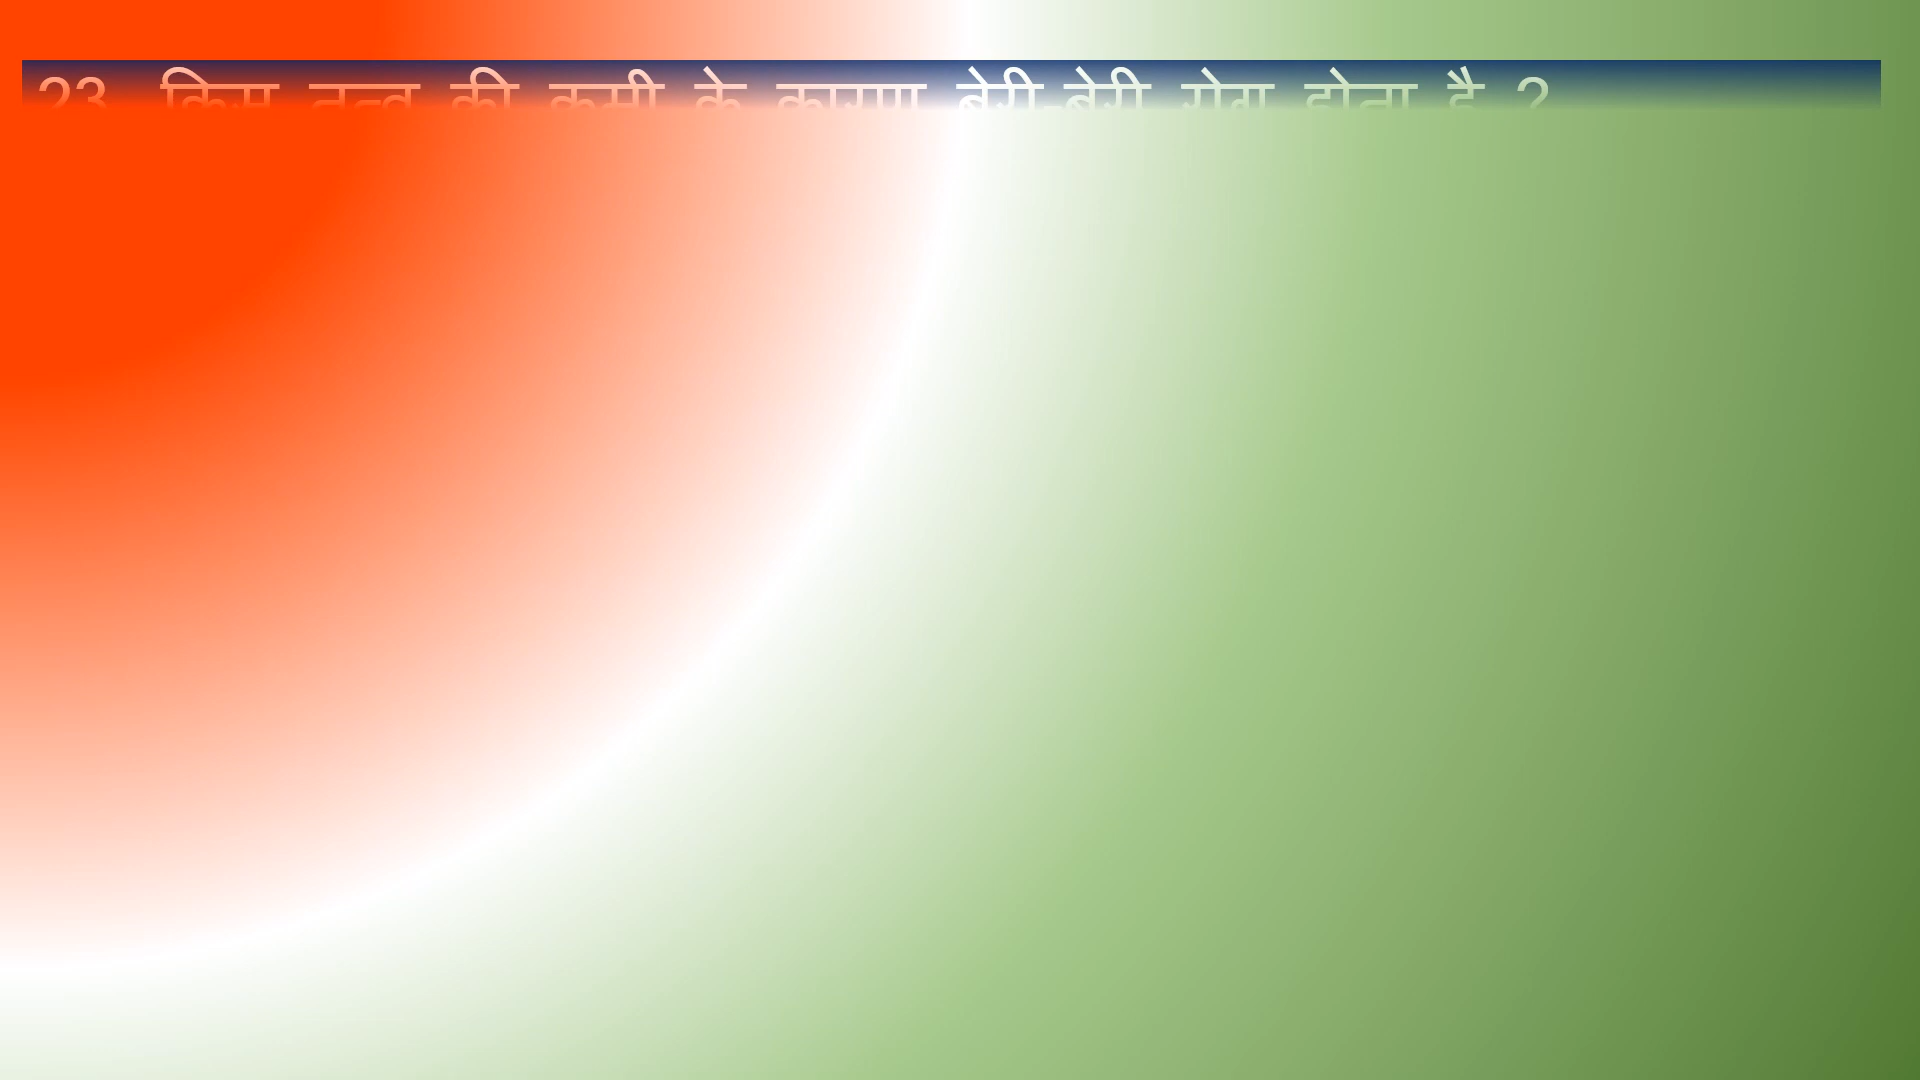 23. किस तत्व की कमी के कारण बेरी-बेरी रोग होता है ?